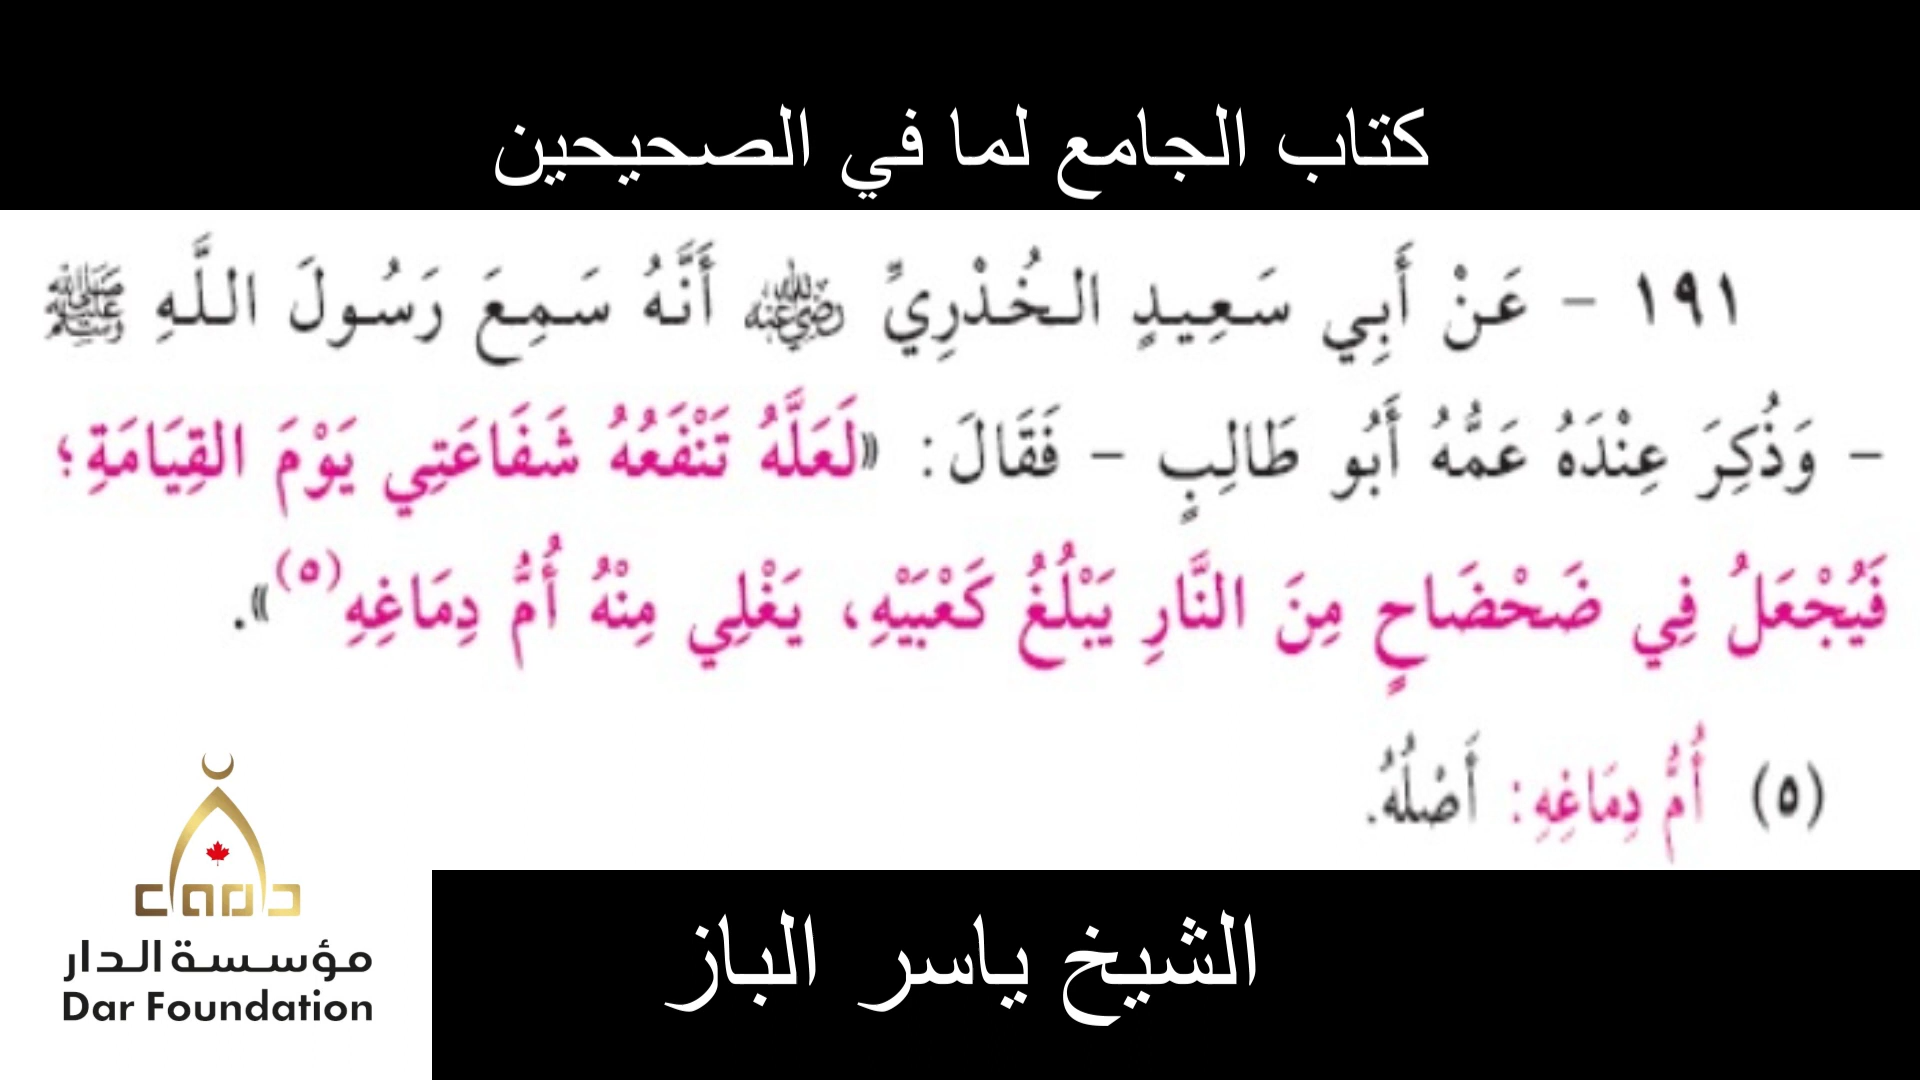 كتاب الجامع لما في الصحيحين
١٩١ - عَنْ أَبِي سَعِيدٍ الخُدْرِيِّ رضي الله عنه أَنَّهُ سَمِعَ رَسُولَ اللَّهِ ﷺ
- وَذُكِرَ عِنْدَهُ عَمُّهُ أَبُو طَالِبٍ - فَقَالَ: «لَعَلَّهُ تَنْفَعُهُ شَفَاعَتِي يَوْمَ القِيَامَةِ؛
فَيُجْعَلُ فِي ضَحْضَاحٍ مِنَ النَّارِ يَبْلُغُ كَعْبَيْهِ، يَغْلِي مِنْهُ أُمُّ دِمَاغِهِ(٥)».
(٥) أُمُّ دِمَاغِهِ: أَصْلُهُ.
مؤسسة الدار
Dar Foundation
الشيخ ياسر الباز